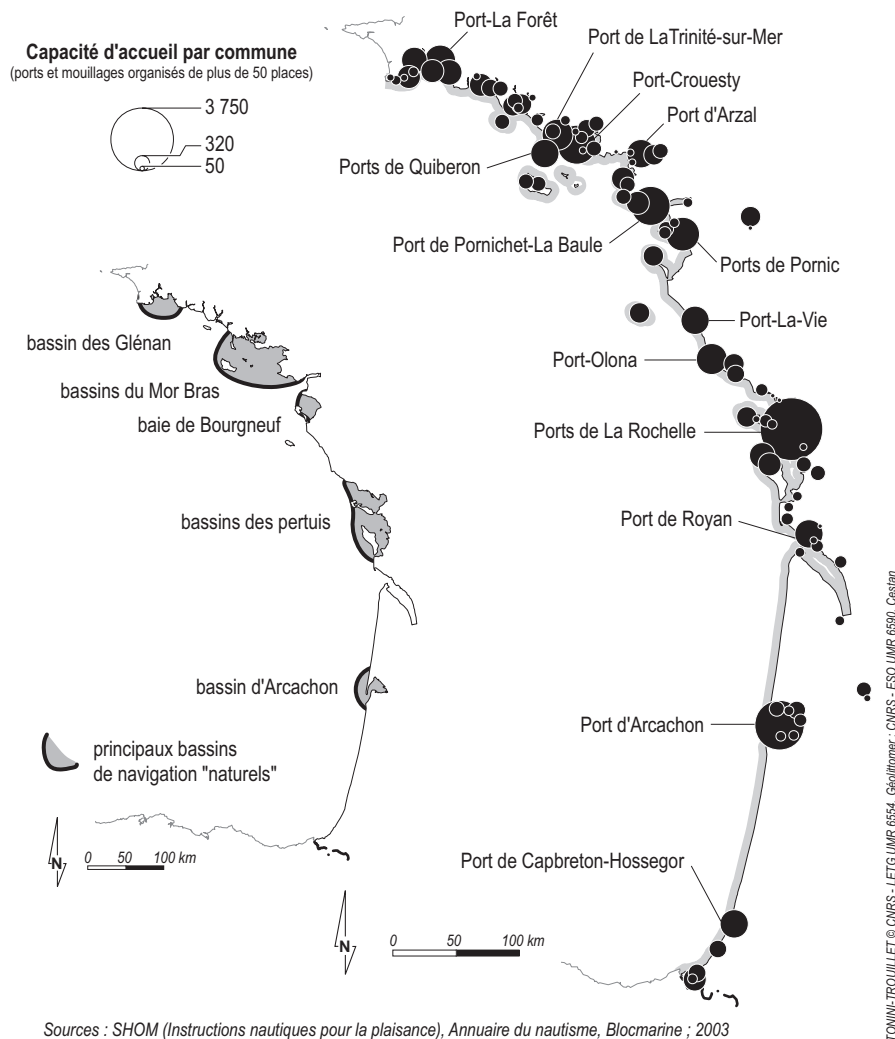 Capacité d'accueil par commune
(ports et mouillages organisés de plus de 50 places)
3 750
320
50
Port-La Forêt
Port de LaTrinité-sur-Mer
Port-Crouesty
Port d'Arzal
Ports de Quiberon
Port de Pornichet-La Baule
Ports de Pornic
Port-La-Vie
Port-Olona
Ports de La Rochelle
Port de Royan
Port d'Arcachon
Port de Capbreton-Hossegor
bassin des Glénan
bassins du Mor Bras
baie de Bourgneuf
bassins des pertuis
bassin d'Arcachon
principaux bassins
de navigation "naturels"
N
0 50 100 km
N
0 50 100 km
TONINI-TROUILLET © CNRS - LETG UMR 6554, Géolittomer ; CNRS - ESO UMR 6590, Cestan
Sources : SHOM (Instructions nautiques pour la plaisance), Annuaire du nautisme, Blocmarine ; 2003